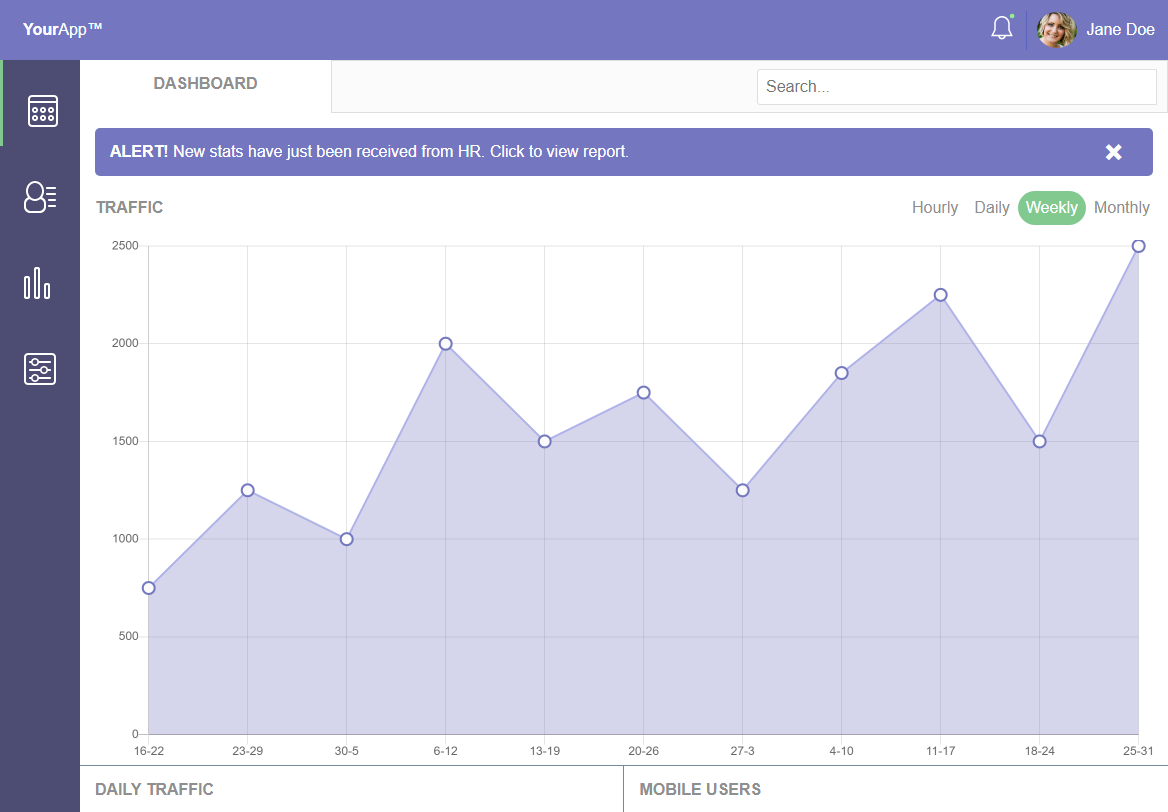 YourApp™
Jane Doe
DASHBOARD
Search...
ALERT! New stats have just been received from HR. Click to view report.
TRAFFIC
Hourly Daily Weekly Monthly
2500
2000
1500
1000
500
0
16-22 23-29 30-5 6-12 13-19 20-26 27-3 4-10 11-17 18-24 25-31
DAILY TRAFFIC
MOBILE USERS